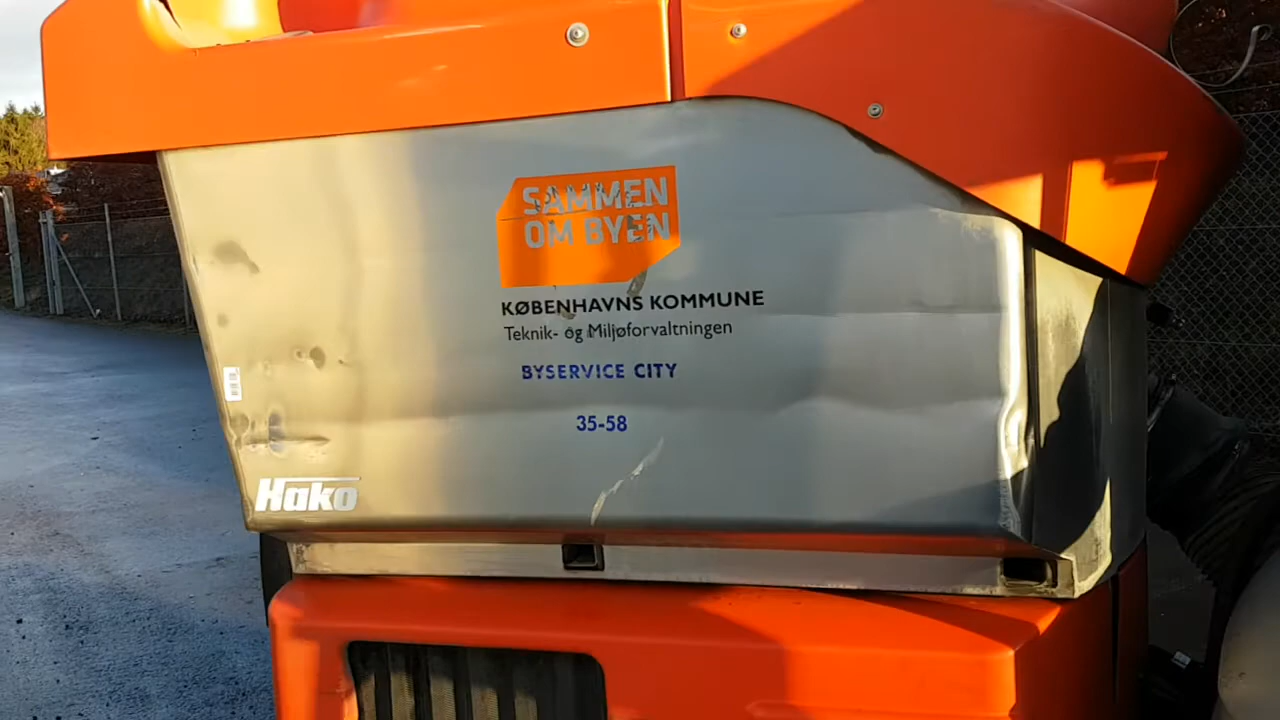 SAMMEN
OM BYEN
KØBENHAVNS KOMMUNE
Teknik- og Miljøforvaltningen
BYSERVICE CITY
35-58
Hako